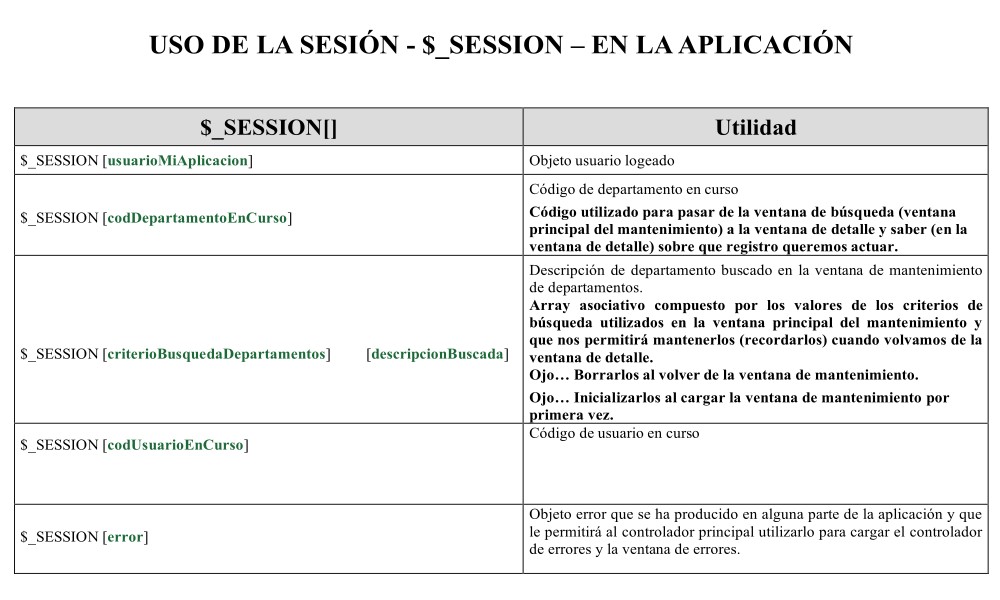 USO DE LA SESIÓN - $_SESSION – EN LA APLICACIÓN
$_SESSION[]
Utilidad
$_SESSION [usuarioMiAplicacion]
Objeto usuario logeado
$_SESSION [codDepartamentoEnCurso]
Código de departamento en curso
Código utilizado para pasar de la ventana de búsqueda (ventana
principal del mantenimiento) a la ventana de detalle y saber (en la
ventana de detalle) sobre que registro queremos actuar.
$_SESSION [criterioBusquedaDepartamentos] [descripcionBuscada]
Descripción de departamento buscado en la ventana de mantenimiento
de departamentos.
Array asociativo compuesto por los valores de los criterios de
búsqueda utilizados en la ventana principal del mantenimiento y
que nos permitirá mantenerlos (recordarlos) cuando volvamos de la
ventana de detalle.
Ojo… Borrarlos al volver de la ventana de mantenimiento.
Ojo… Inicializarlos al cargar la ventana de mantenimiento por
primera vez.
$_SESSION [codUsuarioEnCurso]
Código de usuario en curso
$_SESSION [error]
Objeto error que se ha producido en alguna parte de la aplicación y que
le permitirá al controlador principal utilizarlo para cargar el controlador
de errores y la ventana de errores.